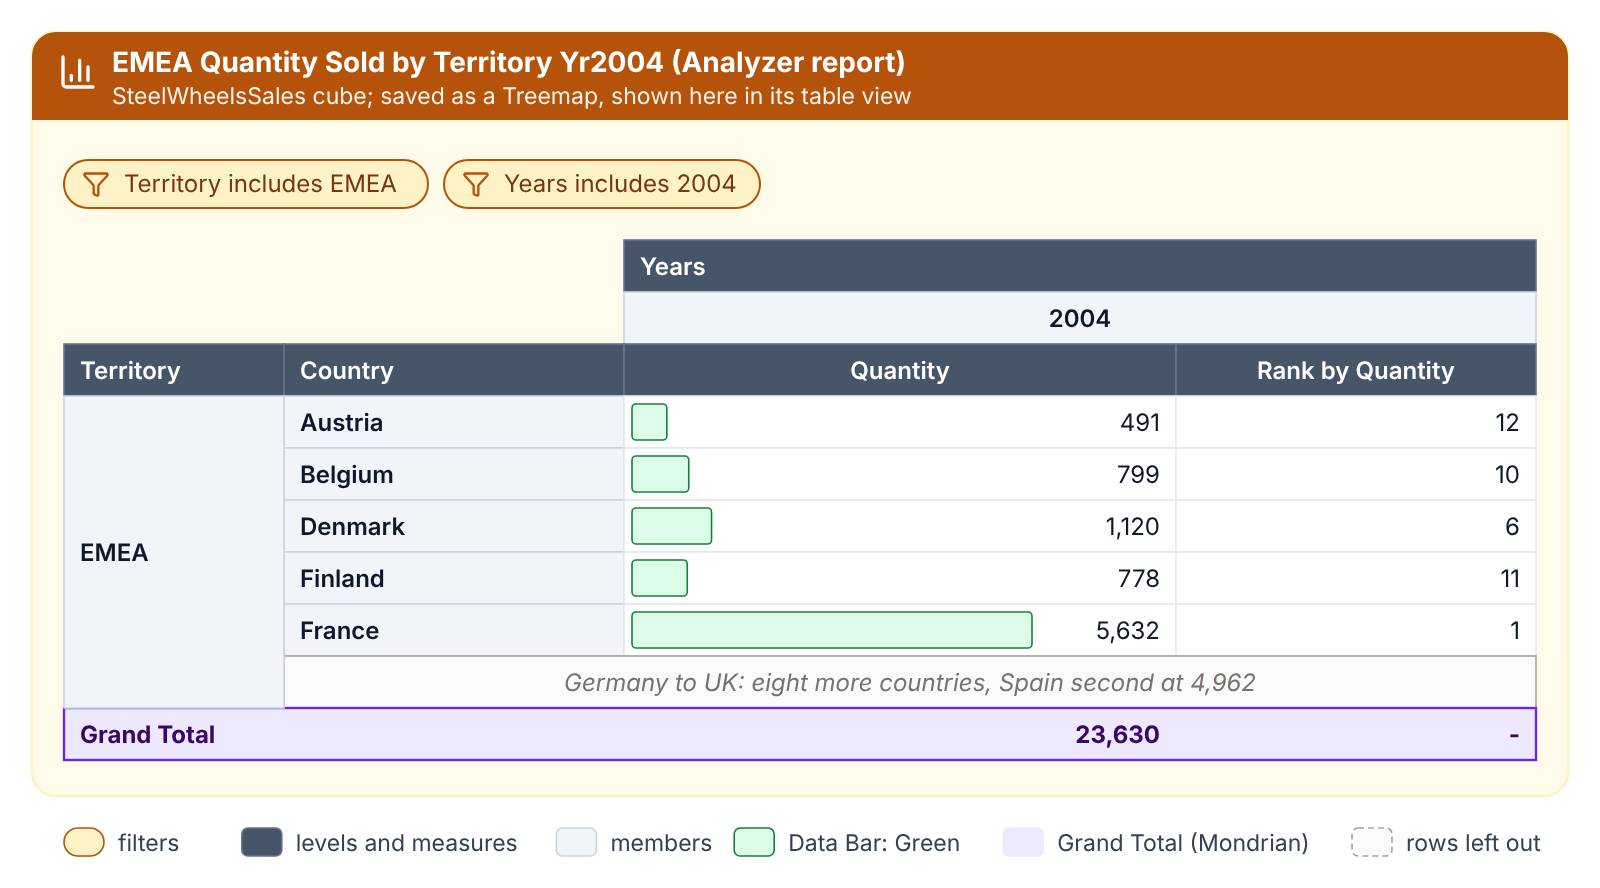 EMEA Quantity Sold by Territory Yr2004 (Analyzer report)
SteelWheelsSales cube; saved as a Treemap, shown here in its table view
Territory includes EMEA
Years includes 2004
Years
2004
Territory Country Quantity Rank by Quantity
Austria 491 12
Belgium 799 10
Denmark 1,120 6
EMEA
Finland 778 11
France 5,632 1
Germany to UK: eight more countries, Spain second at 4,962
Grand Total 23,630 -
filters levels and measures members Data Bar: Green Grand Total (Mondrian) rows left out